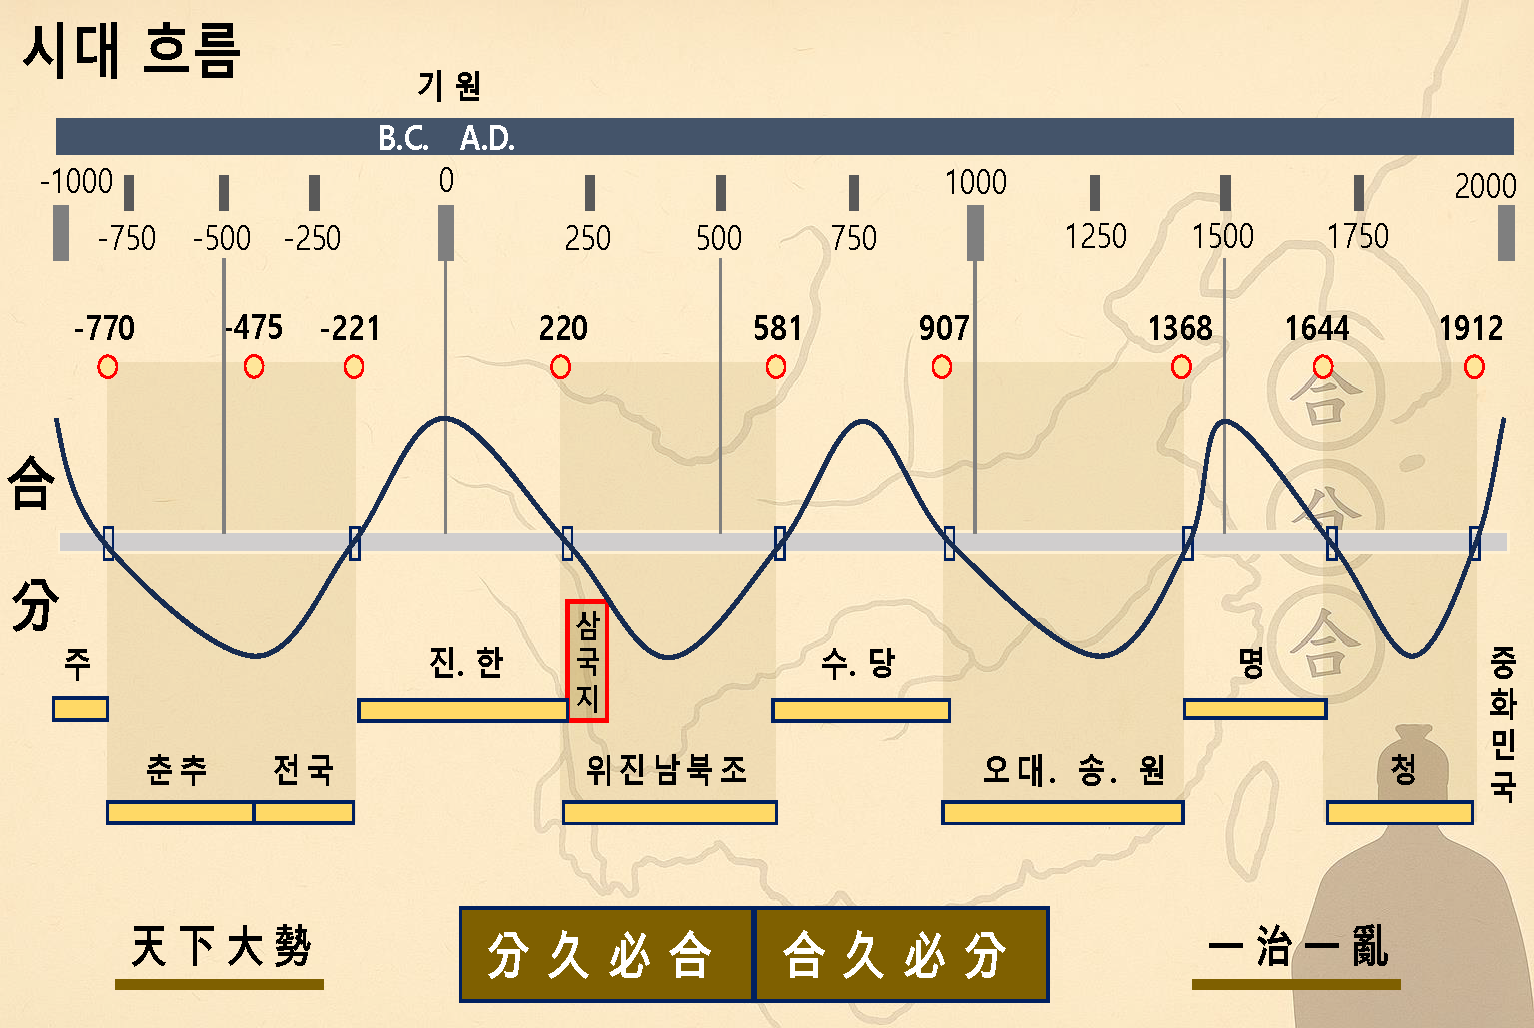 시대 흐름
기 원
B.C. A.D.
-1000 0 1000 2000
-750 -500 -250 250 500 750 1250 1500 1750
-770 -475 -221 220 581 907 1368 1644 1912
合
合
分
分
合
삼
국
지
주 진. 한 수. 당 명
중
화
민
국
춘추 전국 위진남북조 오대. 송. 원 청
天下大勢
分久必合 合久必分
一治一亂